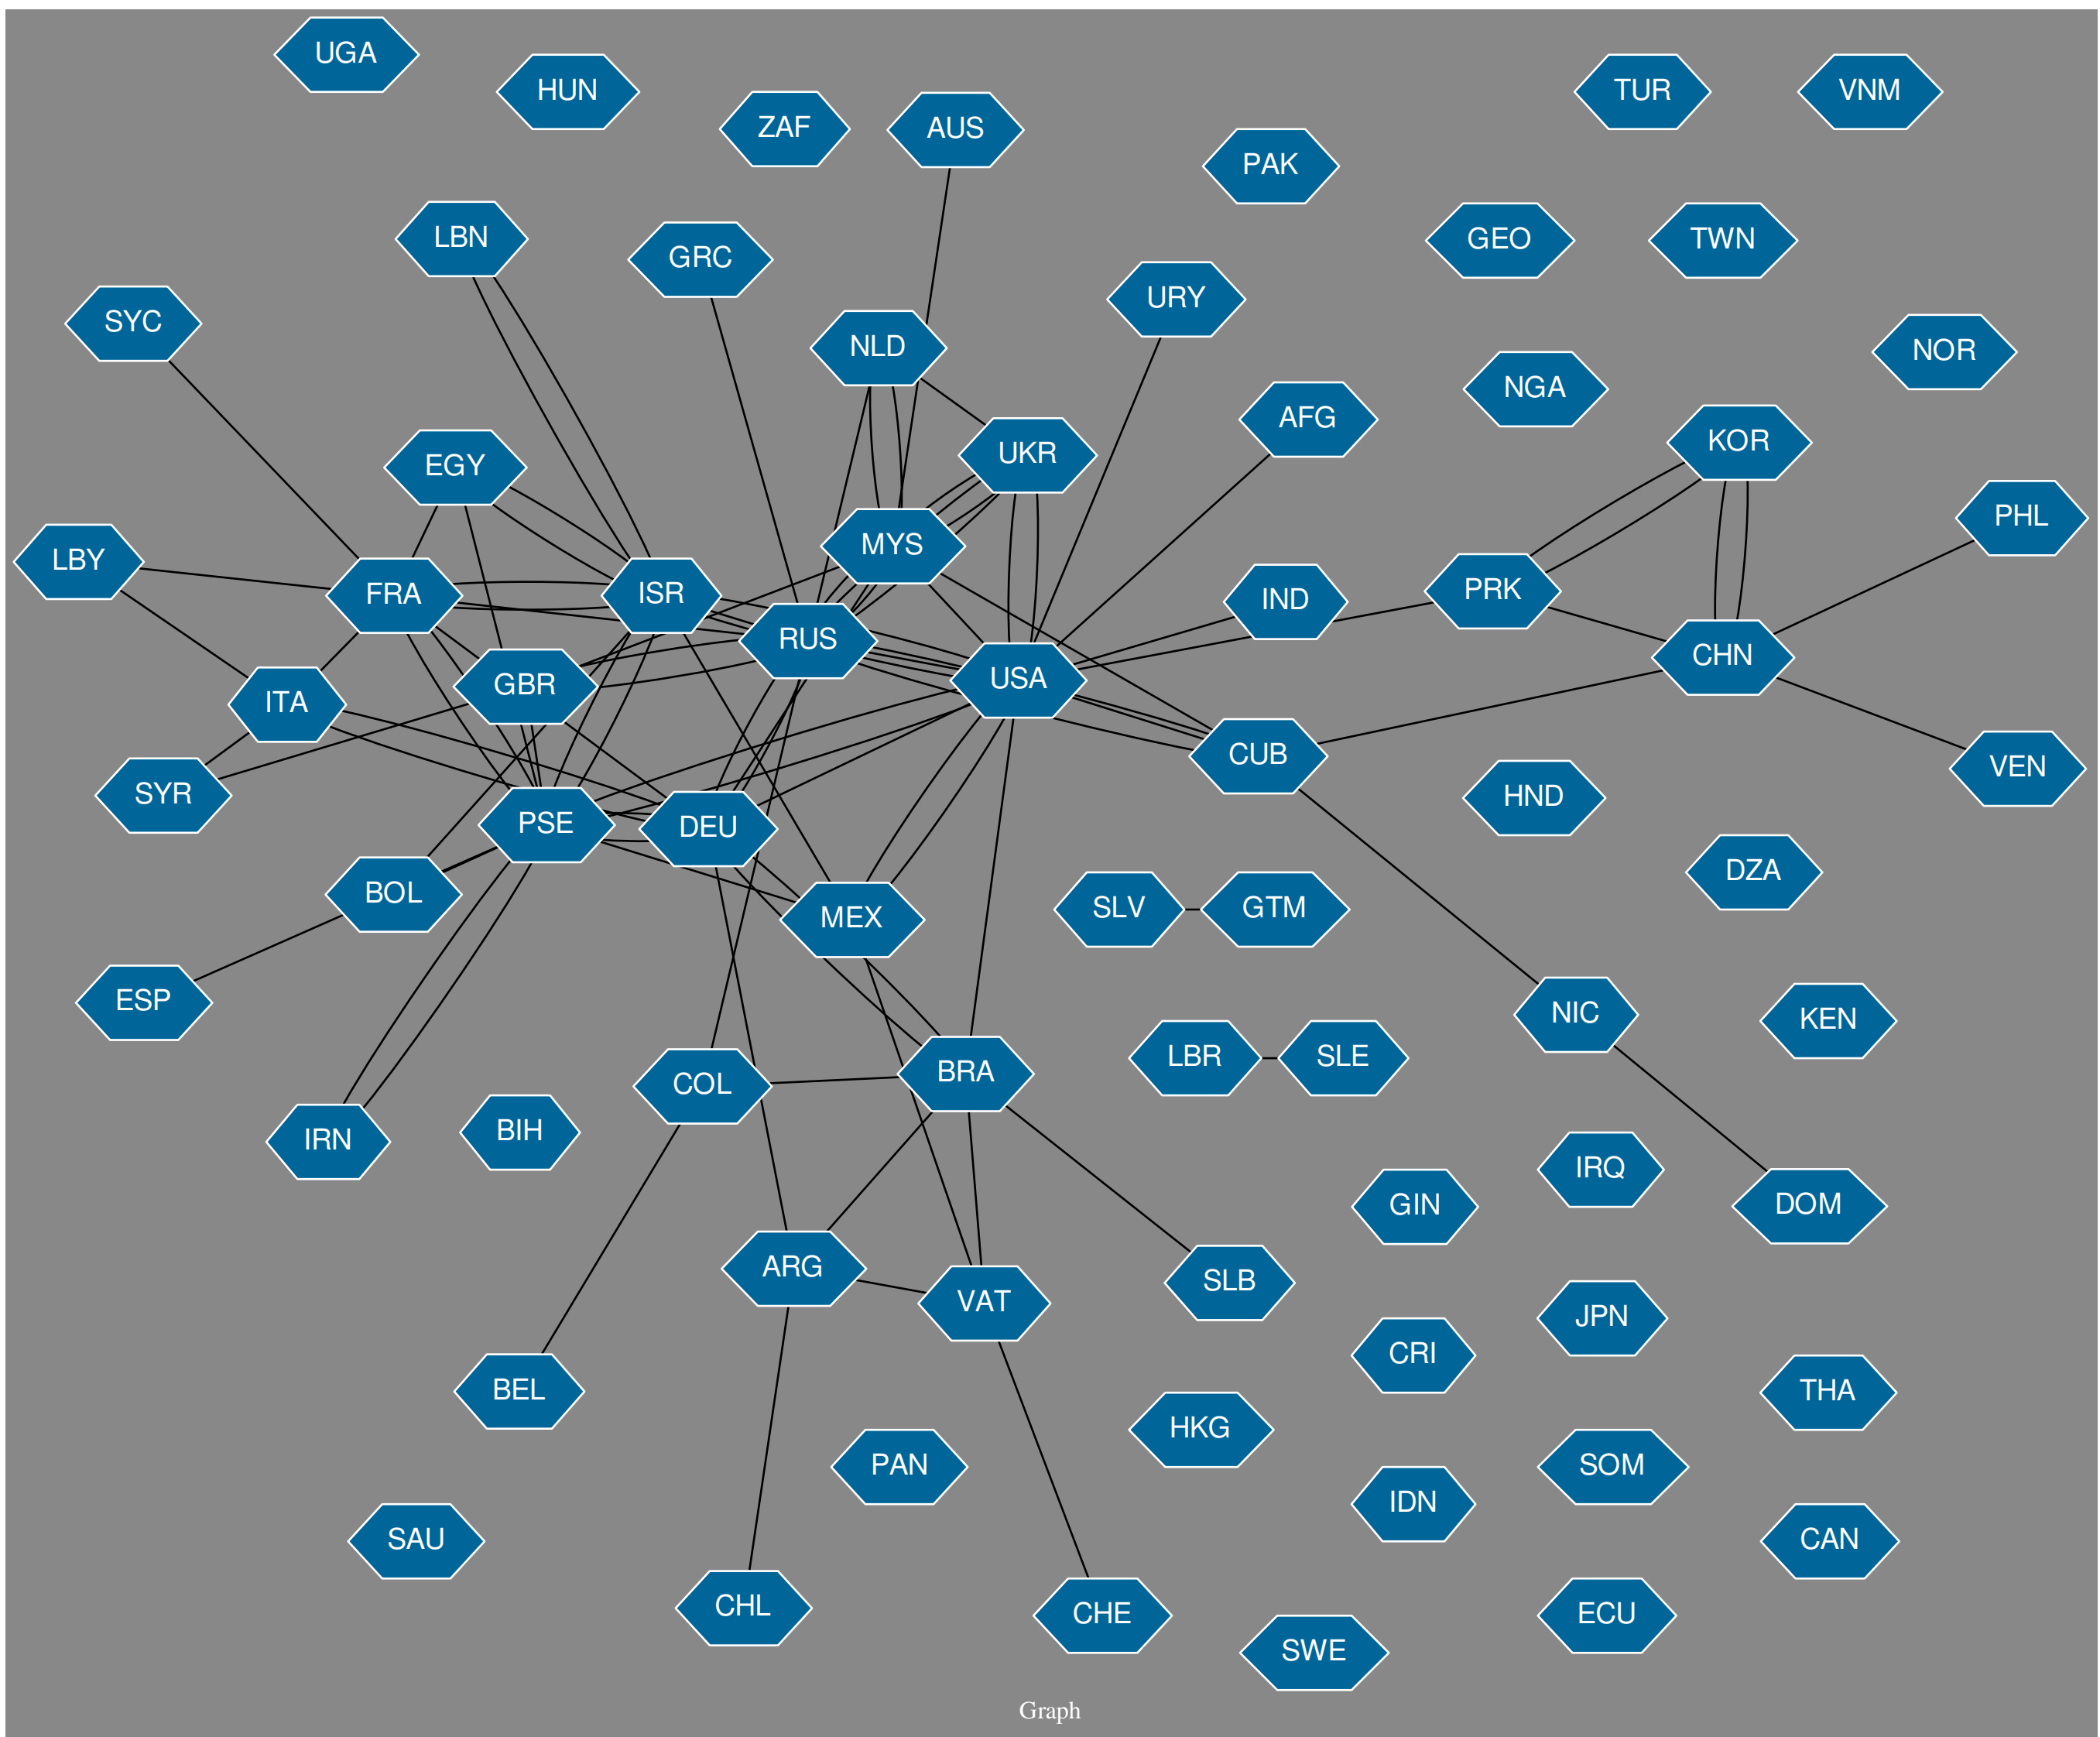 UGA
HUN
ZAF
AUS
TUR
VNM
PAK
LBN
GRC
GEO
TWN
SYC
URY
NLD
NOR
NGA
AFG
EGY
UKR
KOR
PHL
LBY
MYS
FRA
ISR
IND
PRK
RUS
CHN
GBR
USA
ITA
CUB
VEN
SYR
PSE
DEU
HND
DZA
BOL
MEX
SLV
GTM
ESP
NIC
KEN
COL
BRA
LBR
SLE
IRN
BIH
IRQ
GIN
DOM
ARG
VAT
SLB
JPN
CRI
BEL
THA
HKG
PAN
SOM
IDN
SAU
CAN
CHL
CHE
ECU
SWE
Graph